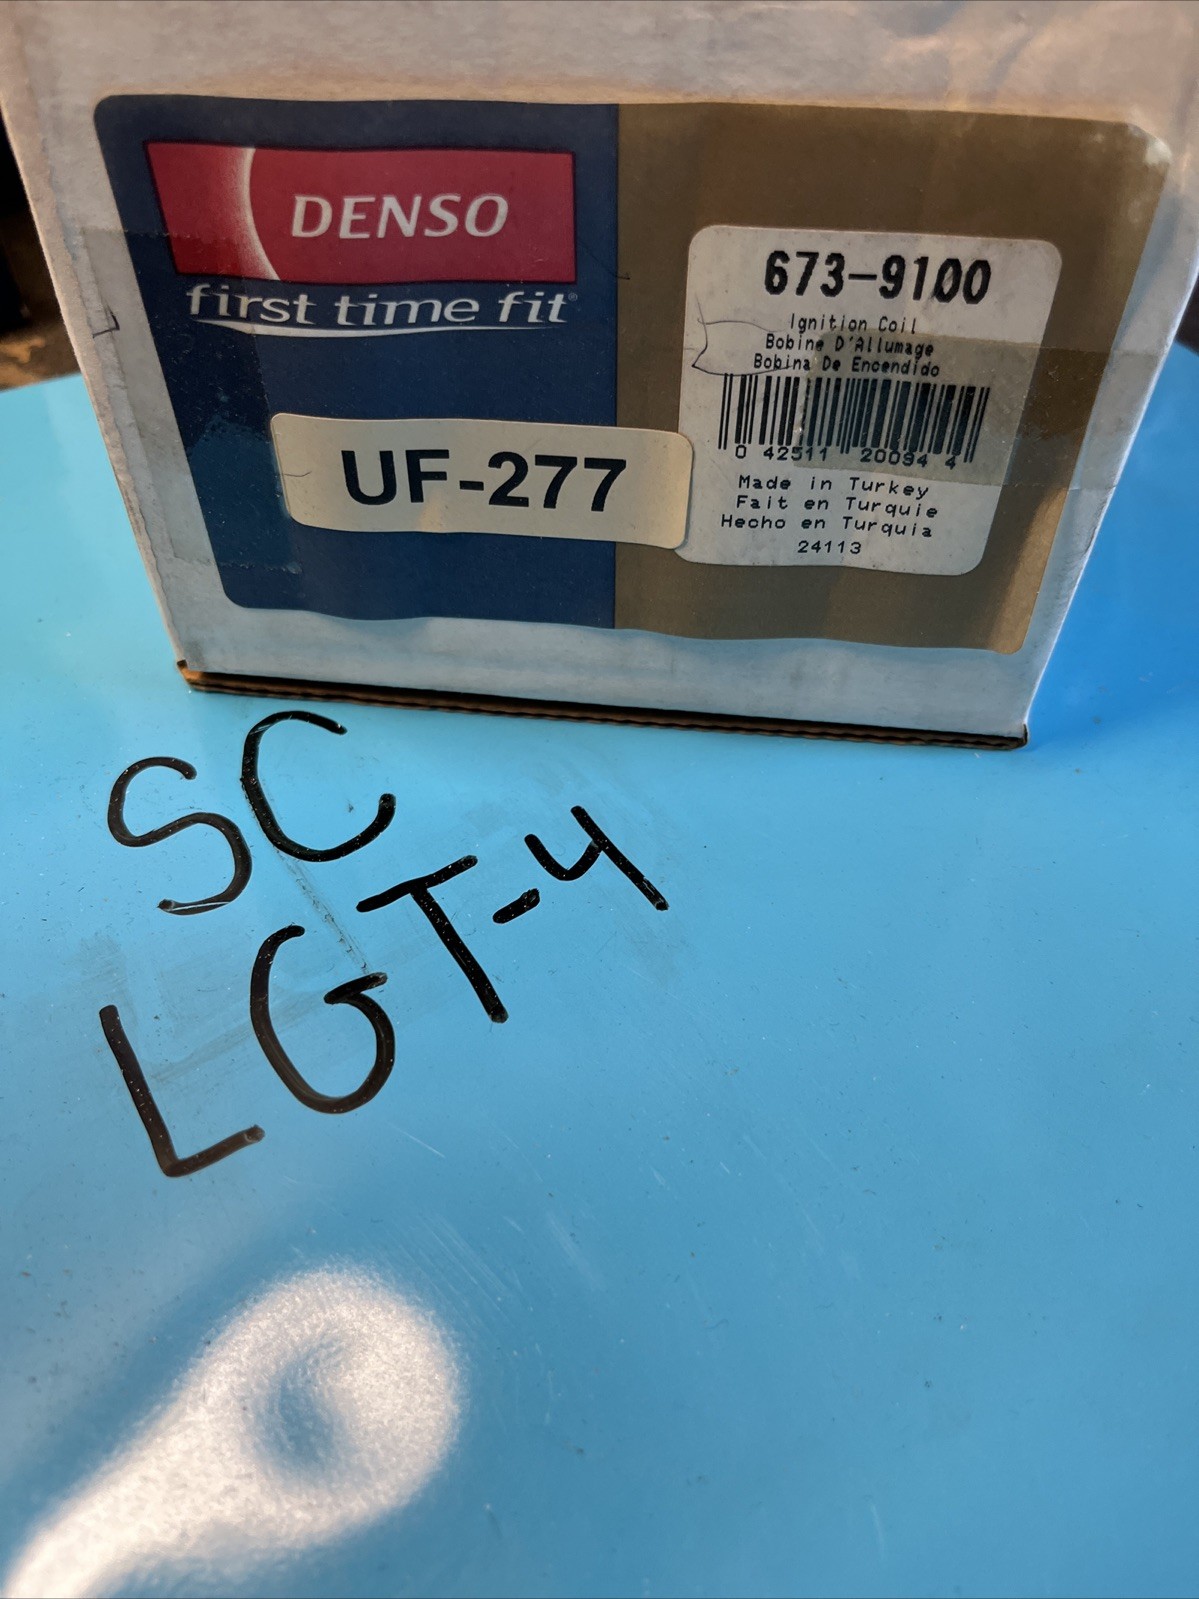 DENSO
first time fit®
673-9100
Ignition Coil
Bobine D'Allumage
Bobina De Encendido
0 42511 20094 4
UF-277
Made in Turkey
Fait en Turquie
Hecho en Turquia
24113
SC
LGT-4